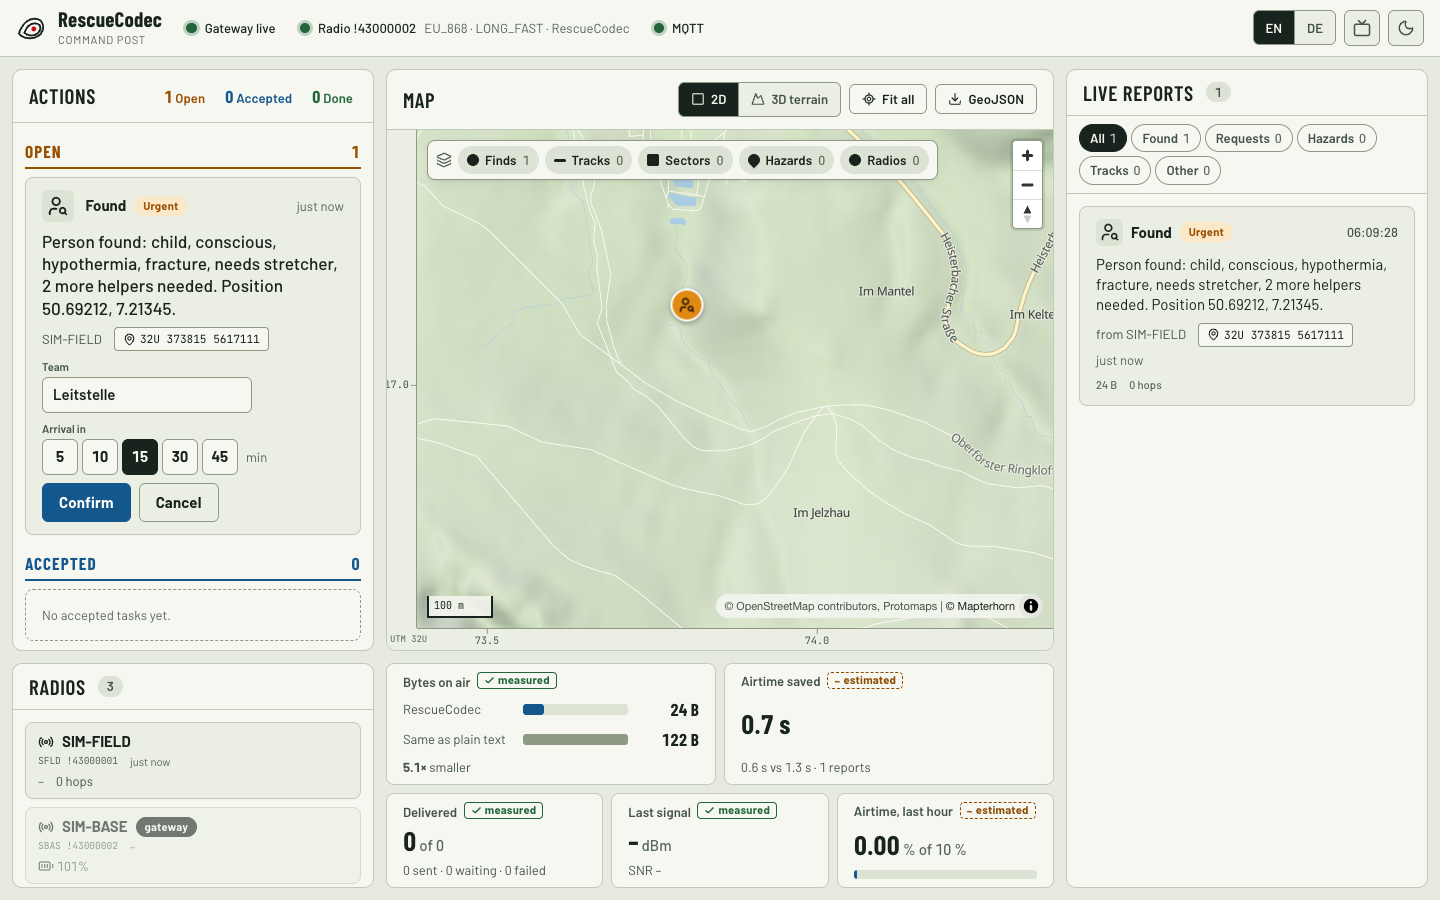 RescueCodec
COMMAND POST
Gateway live
Radio !43000002 EU_868 · LONG_FAST · RescueCodec
MQTT
EN DE
ACTIONS
1 Open 0 Accepted 0 Done
OPEN 1
Found Urgent just now
Person found: child, conscious,
hypothermia, fracture, needs stretcher,
2 more helpers needed. Position
50.69212, 7.21345.
SIM-FIELD 32U 373815 5617111
Team
Leitstelle
Arrival in
5 10 15 30 45 min
Confirm Cancel
ACCEPTED 0
No accepted tasks yet.
RADIOS 3
SIM-FIELD
SFLD !43000001 just now
– 0 hops
SIM-BASE gateway
SBAS !43000002 –
101%
MAP
2D 3D terrain Fit all GeoJSON
Finds 1 Tracks 0 Sectors 0 Hazards 0 Radios 0
Heisterbacher Straße
Heisterb
Im Mantel
Im Kelte
17.0
Oberförster Ringklof
Im Jelzhau
100 m
© OpenStreetMap contributors, Protomaps | © Mapterhorn
UTM 32U 73.5 74.0
Bytes on air measured
RescueCodec 24 B
Same as plain text 122 B
5.1× smaller
Airtime saved ~ estimated
0.7 s
0.6 s vs 1.3 s · 1 reports
Delivered measured
0 of 0
0 sent · 0 waiting · 0 failed
Last signal measured
– dBm
SNR –
Airtime, last hour ~ estimated
0.00 % of 10 %
LIVE REPORTS 1
All 1 Found 1 Requests 0 Hazards 0
Tracks 0 Other 0
Found Urgent 06:09:28
Person found: child, conscious, hypothermia,
fracture, needs stretcher, 2 more helpers
needed. Position 50.69212, 7.21345.
from SIM-FIELD 32U 373815 5617111
just now
24 B 0 hops